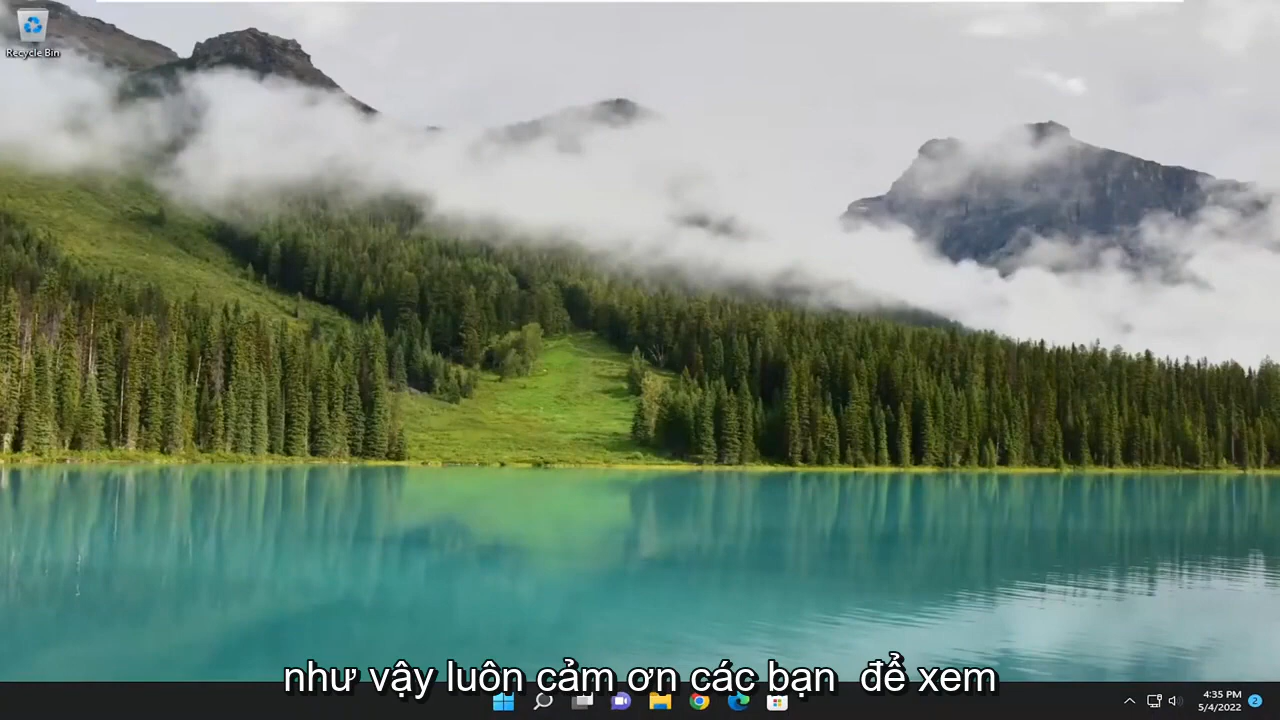 Recycle Bin
như vậy luôn cảm ơn các bạn để xem
4:35 PM
5/4/2022
2